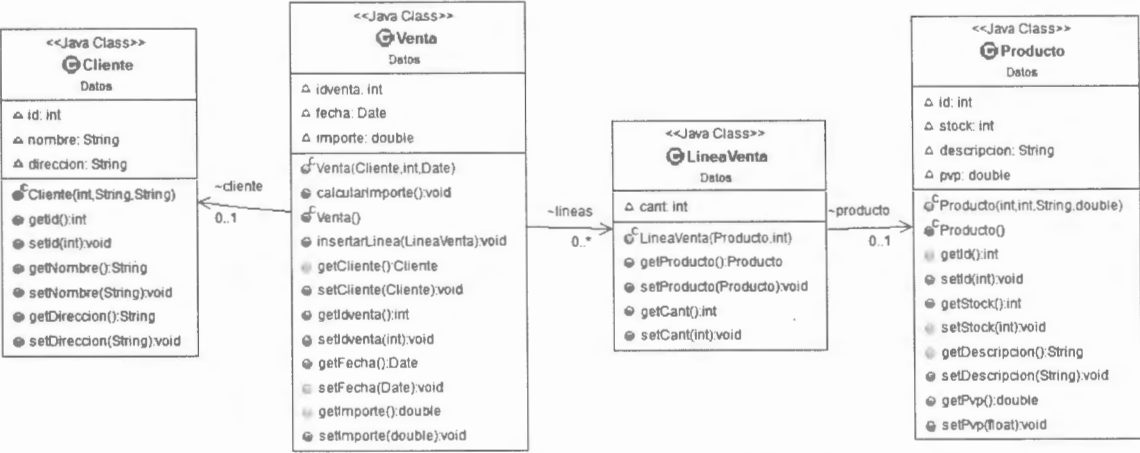 <<Java Class>>
Cliente
Datos
id: int
nombre: String
direccion: String
Cliente(int,String,String)
getId():int
setId(int):void
getNombre():String
setNombre(String):void
getDireccion():String
setDireccion(String):void
~cliente
0..1
<<Java Class>>
Venta
Datos
idventa: int
fecha: Date
importe: double
Venta(Cliente,int,Date)
calcularImporte():void
Venta()
insertarLinea(LineaVenta):void
getCliente():Cliente
setCliente(Cliente):void
getIdventa():int
setIdventa(int):void
getFecha():Date
setFecha(Date):void
getImporte():double
setImporte(double):void
~lineas
0..*
<<Java Class>>
LineaVenta
Datos
cant: int
LineaVenta(Producto,int)
getProducto():Producto
setProducto(Producto):void
getCant():int
setCant(int):void
~producto
0..1
<<Java Class>>
Producto
Datos
id: int
stock: int
descripcion: String
pvp: double
Producto(int,int,String,double)
Producto()
getId():int
setId(int):void
getStock():int
setStock(int):void
getDescripcion():String
setDescripcion(String):void
getPvp():double
setPvp(float):void